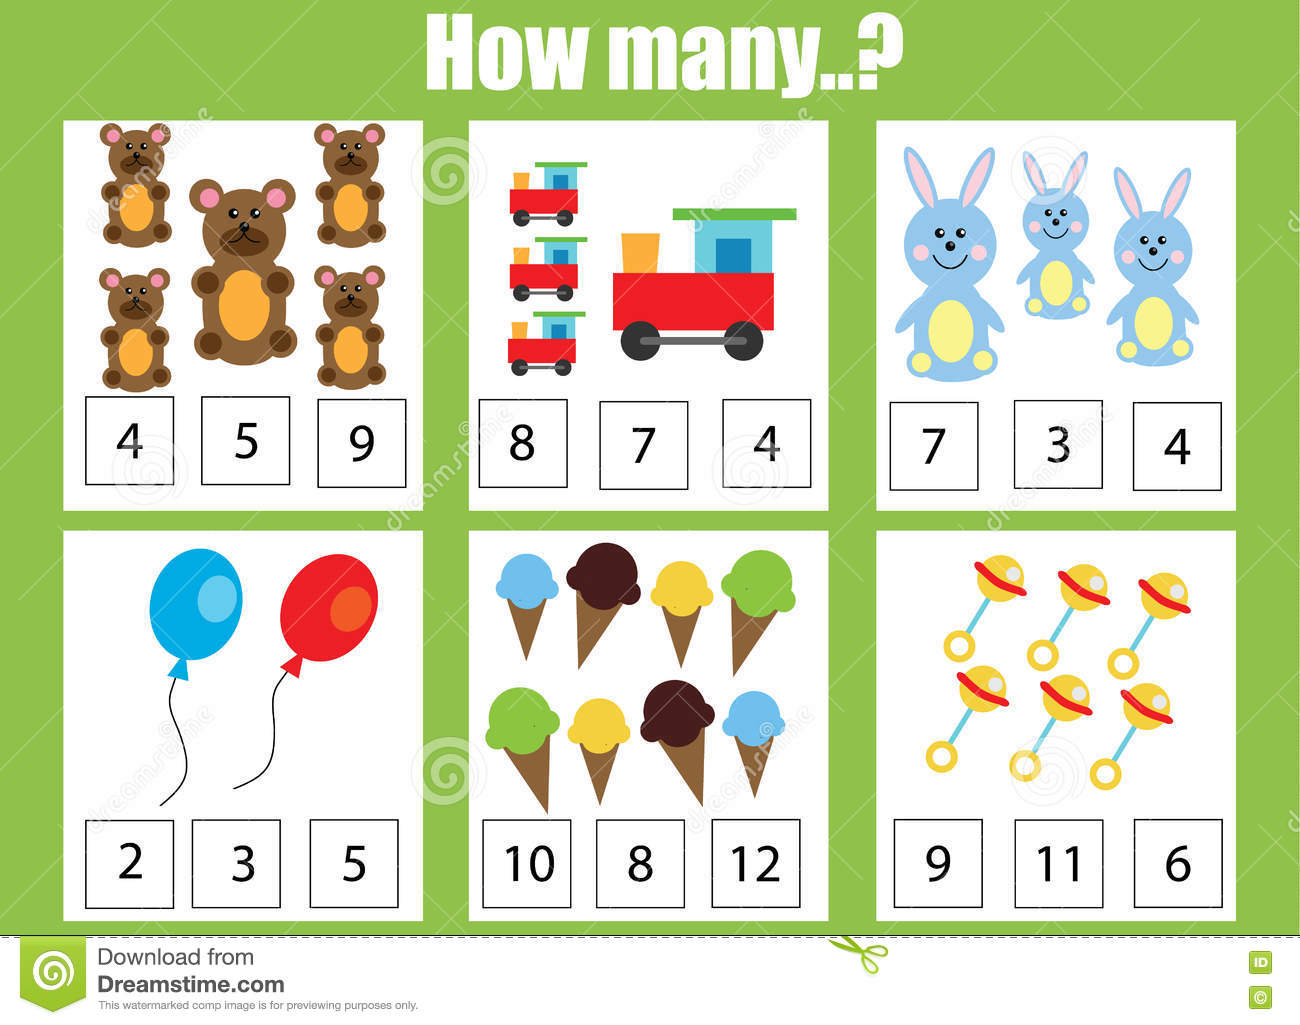 How many..?
4 5 9
8 7 4
7 3 4
2 3 5
10 8 12
9 11 6
Download from
Dreamstime.com
This watermarked comp image is for previewing purposes only.
ID
©
dreamstime